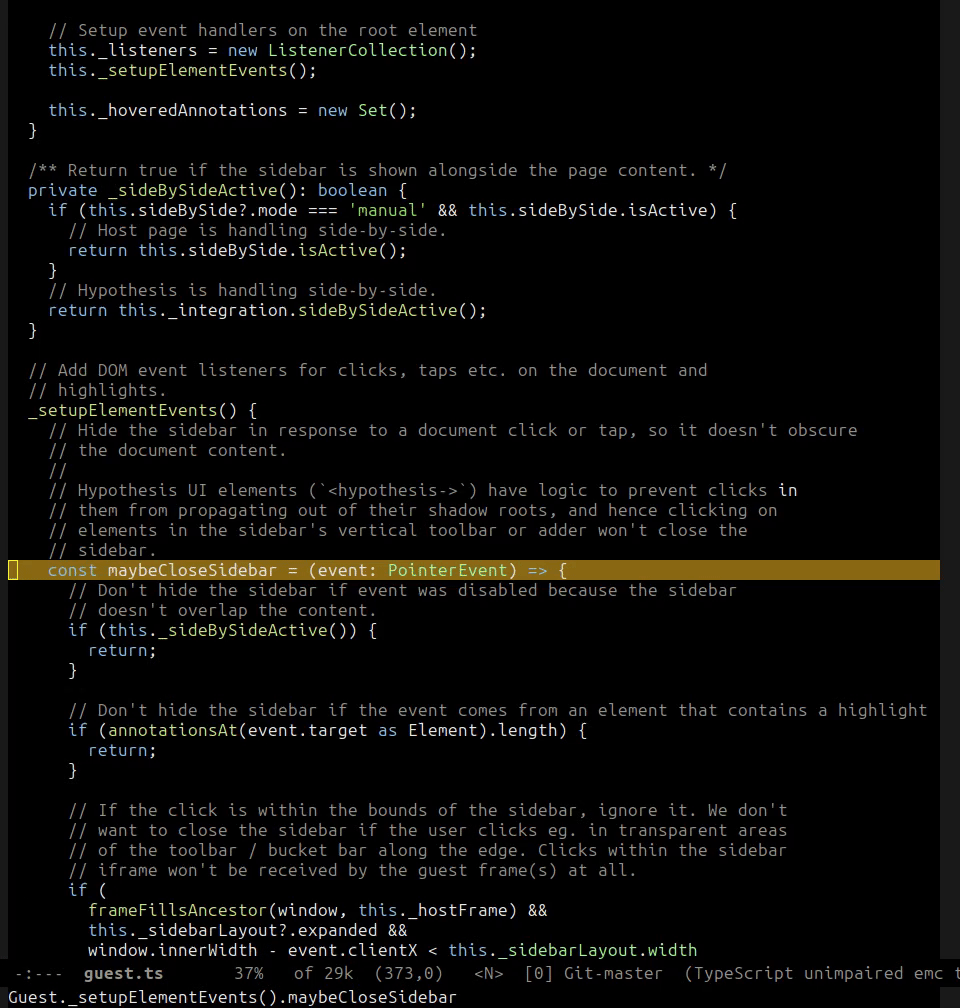 // Setup event handlers on the root element
    this._listeners = new ListenerCollection();
    this._setupElementEvents();

    this._hoveredAnnotations = new Set();
  }

  /** Return true if the sidebar is shown alongside the page content. */
  private _sideBySideActive(): boolean {
    if (this.sideBySide?.mode === 'manual' && this.sideBySide.isActive) {
      // Host page is handling side-by-side.
      return this.sideBySide.isActive();
    }
    // Hypothesis is handling side-by-side.
    return this._integration.sideBySideActive();
  }

  // Add DOM event listeners for clicks, taps etc. on the document and
  // highlights.
  _setupElementEvents() {
    // Hide the sidebar in response to a document click or tap, so it doesn't obscure
    // the document content.
    //
    // Hypothesis UI elements (`<hypothesis->`) have logic to prevent clicks in
    // them from propagating out of their shadow roots, and hence clicking on
    // elements in the sidebar's vertical toolbar or adder won't close the
    // sidebar.
    const maybeCloseSidebar = (event: PointerEvent) => {
      // Don't hide the sidebar if event was disabled because the sidebar
      // doesn't overlap the content.
      if (this._sideBySideActive()) {
        return;
      }

      // Don't hide the sidebar if the event comes from an element that contains a highlight
      if (annotationsAt(event.target as Element).length) {
        return;
      }

      // If the click is within the bounds of the sidebar, ignore it. We don't
      // want to close the sidebar if the user clicks eg. in transparent areas
      // of the toolbar / bucket bar along the edge. Clicks within the sidebar
      // iframe won't be received by the guest frame(s) at all.
      if (
        frameFillsAncestor(window, this._hostFrame) &&
        this._sidebarLayout?.expanded &&
        window.innerWidth - event.clientX < this._sidebarLayout.width
-:--- guest.ts 37% of 29k (373,0) <N> [0] Git-master (TypeScript unimpaired emc t
Guest._setupElementEvents().maybeCloseSidebar